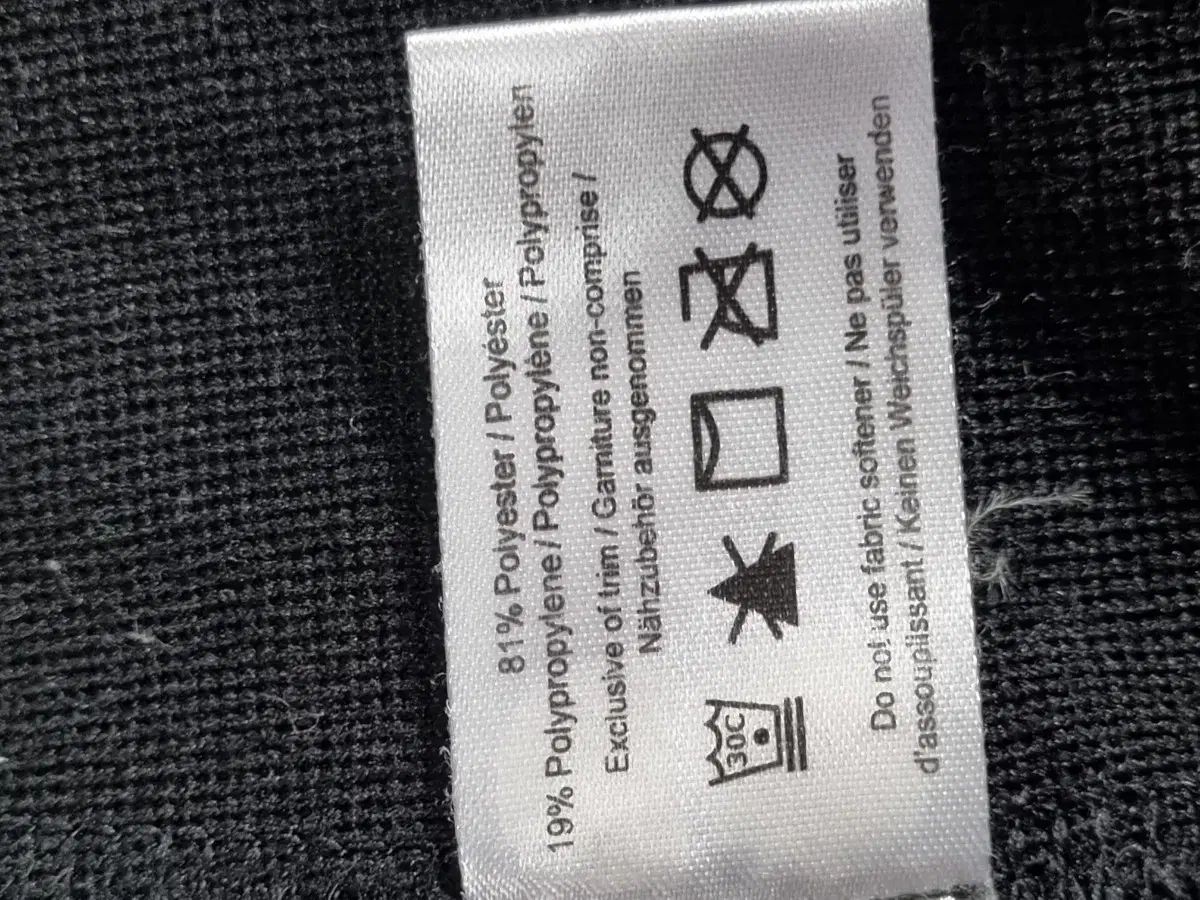 81% Polyester / Polyéster
19% Polypropylene / Polypropylène / Polypropylen
Exclusive of trim / Garniture non-comprise /
Nähzubehör ausgenommen
30C
Do not use fabric softener / Ne pas utiliser
d'assouplissant / Keinen Weichspüler verwenden